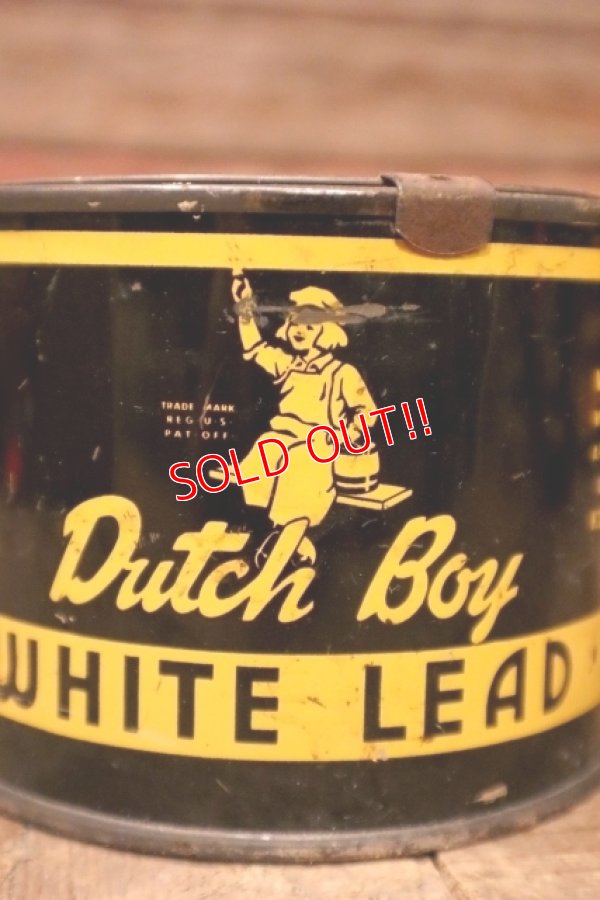 TRADE MARK
REG·U·S·
PAT·OFF·
SOLD OUT!!
Dutch Boy
WHITE LEAD